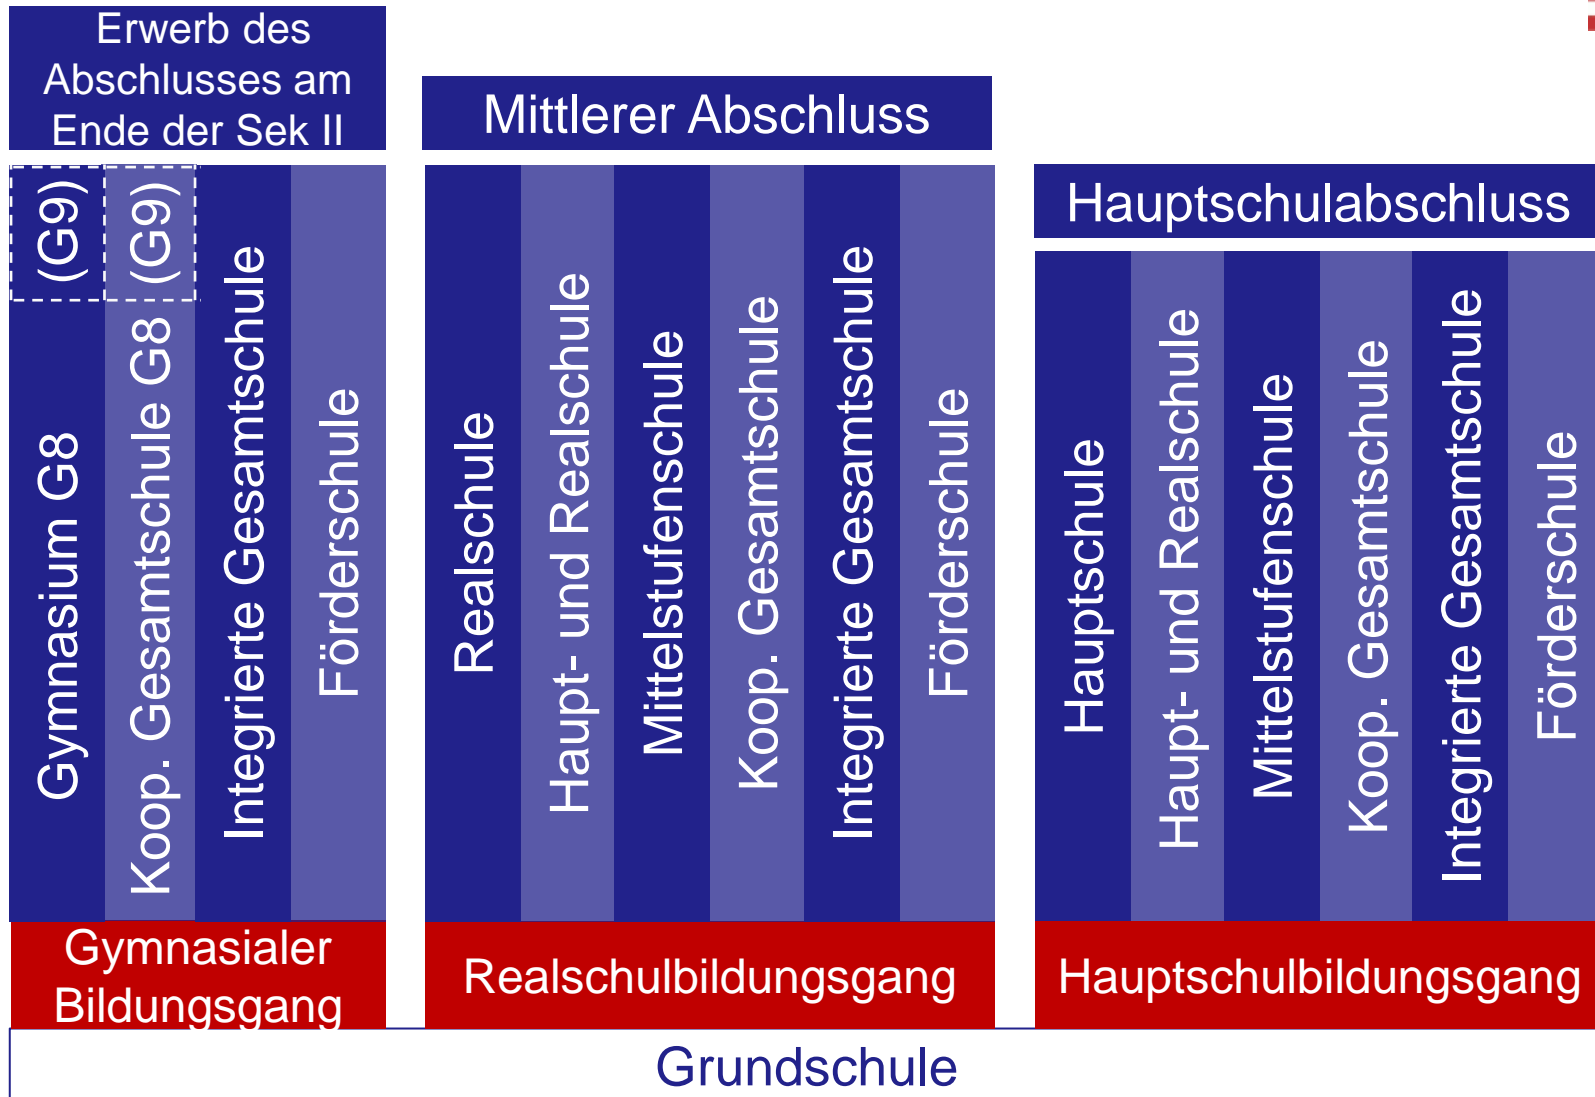 Erwerb des
Abschlusses am
Ende der Sek II
Mittlerer Abschluss
Hauptschulabschluss
(G9)
(G9)
Gymnasium G8
Koop. Gesamtschule G8
Integrierte Gesamtschule
Förderschule
Realschule
Haupt- und Realschule
Mittelstufenschule
Koop. Gesamtschule
Integrierte Gesamtschule
Förderschule
Hauptschule
Haupt- und Realschule
Mittelstufenschule
Koop. Gesamtschule
Integrierte Gesamtschule
Förderschule
Gymnasialer
Bildungsgang
Realschulbildungsgang
Hauptschulbildungsgang
Grundschule